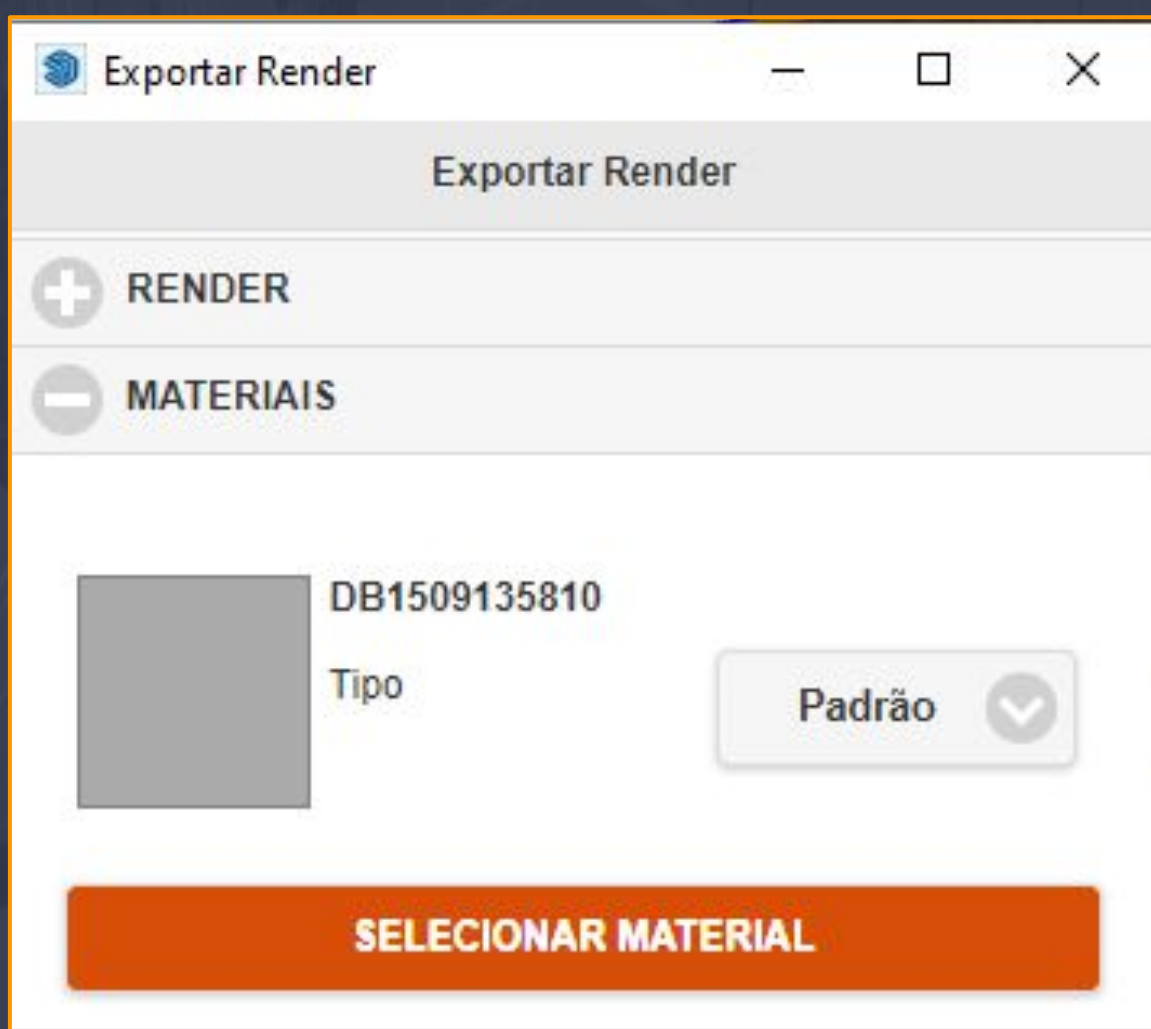 Exportar Render
Exportar Render
RENDER
MATERIAIS
DB1509135810
Tipo
Padrão
SELECIONAR MATERIAL